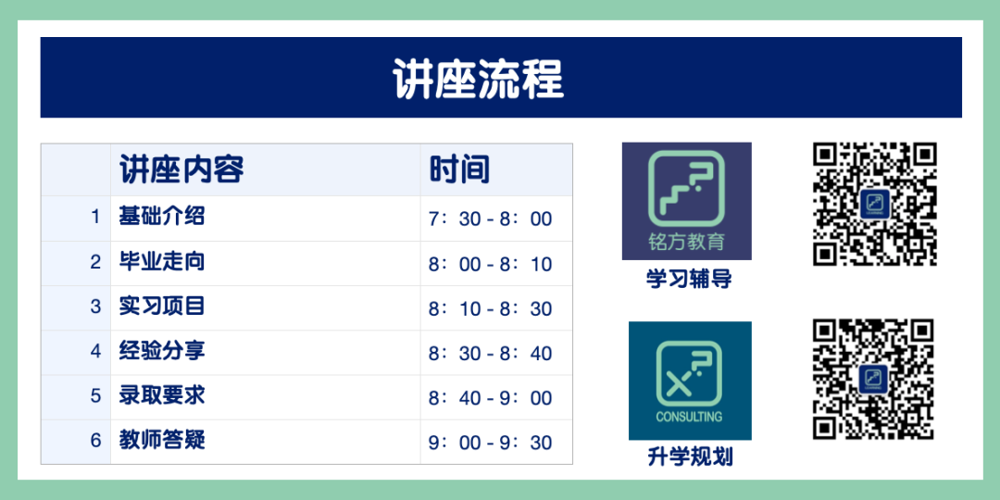 讲座流程
讲座内容 时间
1 基础介绍 7：30 - 8：00
2 毕业走向 8：00 - 8：10
3 实习项目 8：10 - 8：30
4 经验分享 8：30 - 8：40
5 录取要求 8：40 - 9：00
6 教师答疑 9：00 - 9：30
铭方教育
学习辅导
CONSULTING
升学规划